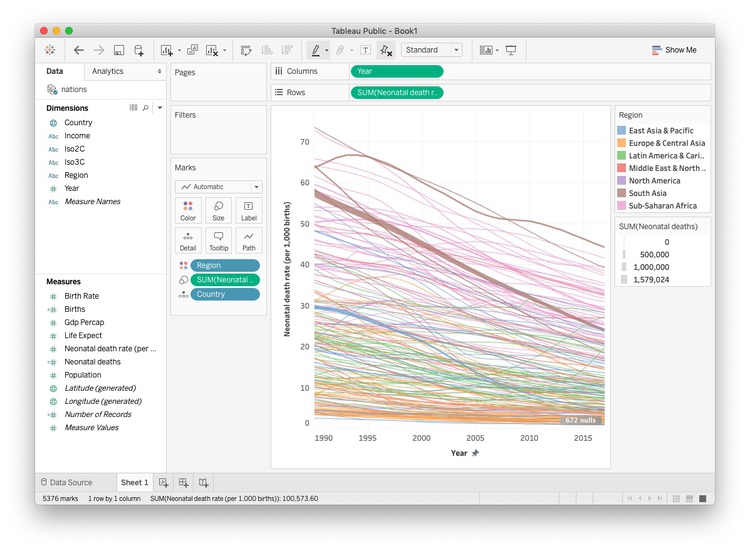 Tableau Public - Book1
Standard
Show Me
Data
Analytics
nations
Dimensions
Country
Abc Income
Abc Iso2C
Abc Iso3C
Abc Region
# Year
Abc Measure Names
Measures
# Birth Rate
=# Births
# Gdp Percap
# Life Expect
# Neonatal death rate (per ...
=# Neonatal deaths
# Population
Latitude (generated)
Longitude (generated)
=# Number of Records
# Measure Values
Pages
Filters
Marks
Automatic
Color
Size
Label
Detail
Tooltip
Path
Region
SUM(Neonatal ..
Country
Columns
Year
Rows
SUM(Neonatal death r..
Neonatal death rate (per 1,000 births)
70
60
50
40
30
20
10
0
1990
1995
2000
2005
2010
2015
Year
672 nulls
Region
East Asia & Pacific
Europe & Central Asia
Latin America & Cari..
Middle East & North ..
North America
South Asia
Sub-Saharan Africa
SUM(Neonatal deaths)
0
500,000
1,000,000
1,579,024
Data Source
Sheet 1
5376 marks
1 row by 1 column
SUM(Neonatal death rate (per 1,000 births)): 100,573.60